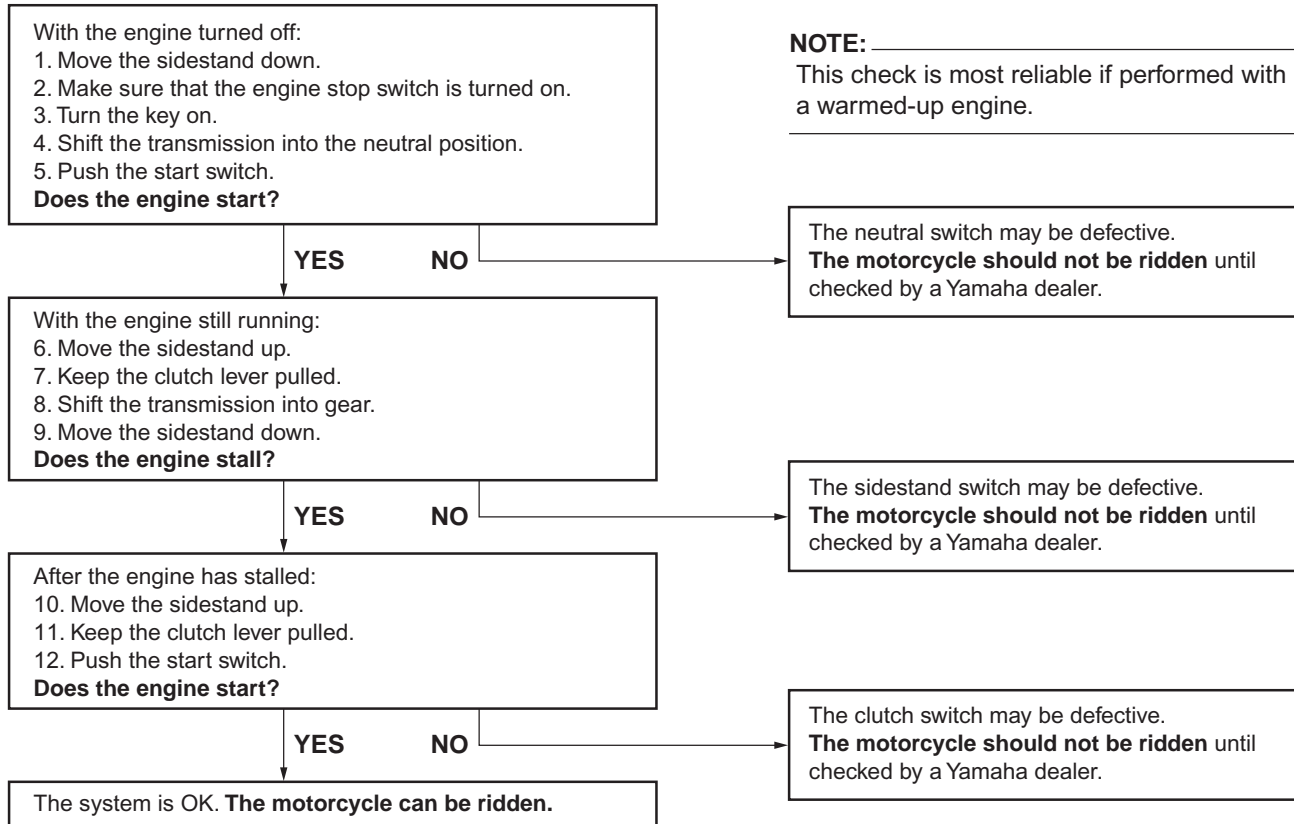 With the engine turned off:
1. Move the sidestand down.
2. Make sure that the engine stop switch is turned on.
3. Turn the key on.
4. Shift the transmission into the neutral position.
5. Push the start switch.
Does the engine start?
NOTE:
This check is most reliable if performed with
a warmed-up engine.
YES NO
The neutral switch may be defective.
The motorcycle should not be ridden until
checked by a Yamaha dealer.
With the engine still running:
6. Move the sidestand up.
7. Keep the clutch lever pulled.
8. Shift the transmission into gear.
9. Move the sidestand down.
Does the engine stall?
YES NO
The sidestand switch may be defective.
The motorcycle should not be ridden until
checked by a Yamaha dealer.
After the engine has stalled:
10. Move the sidestand up.
11. Keep the clutch lever pulled.
12. Push the start switch.
Does the engine start?
YES NO
The clutch switch may be defective.
The motorcycle should not be ridden until
checked by a Yamaha dealer.
The system is OK. The motorcycle can be ridden.